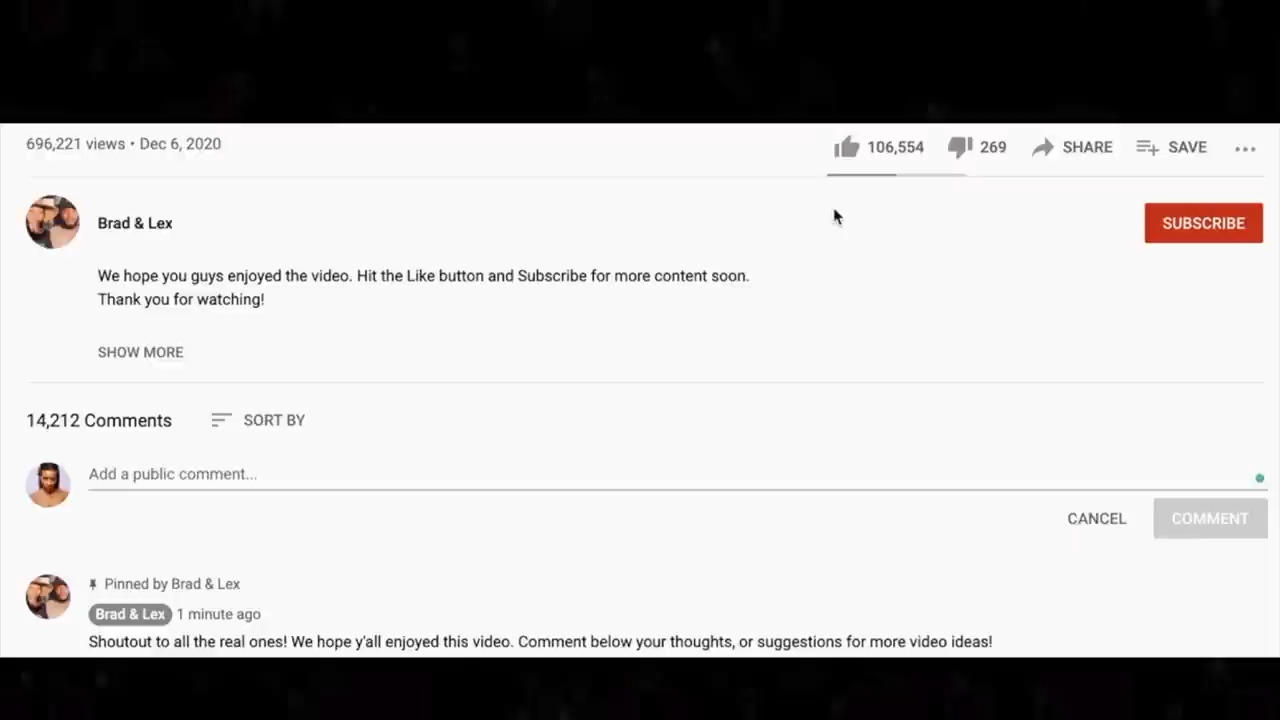 696,221 views • Dec 6, 2020
106,554
269
SHARE
SAVE
Brad & Lex
SUBSCRIBE
We hope you guys enjoyed the video. Hit the Like button and Subscribe for more content soon.
Thank you for watching!
SHOW MORE
14,212 Comments
SORT BY
Add a public comment...
CANCEL
COMMENT
Pinned by Brad & Lex
Brad & Lex 1 minute ago
Shoutout to all the real ones! We hope y'all enjoyed this video. Comment below your thoughts, or suggestions for more video ideas!